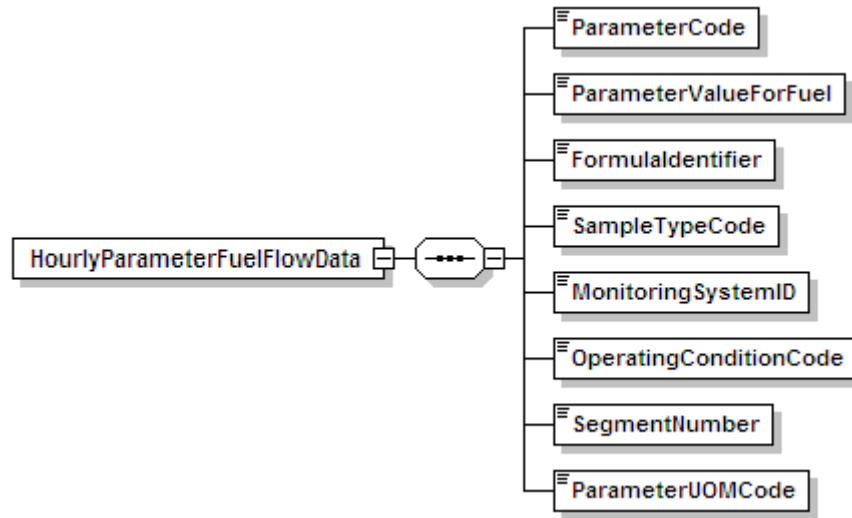 ParameterCode
ParameterValueForFuel
FormulaIdentifier
SampleTypeCode
HourlyParameterFuelFlowData
MonitoringSystemID
OperatingConditionCode
SegmentNumber
ParameterUOMCode